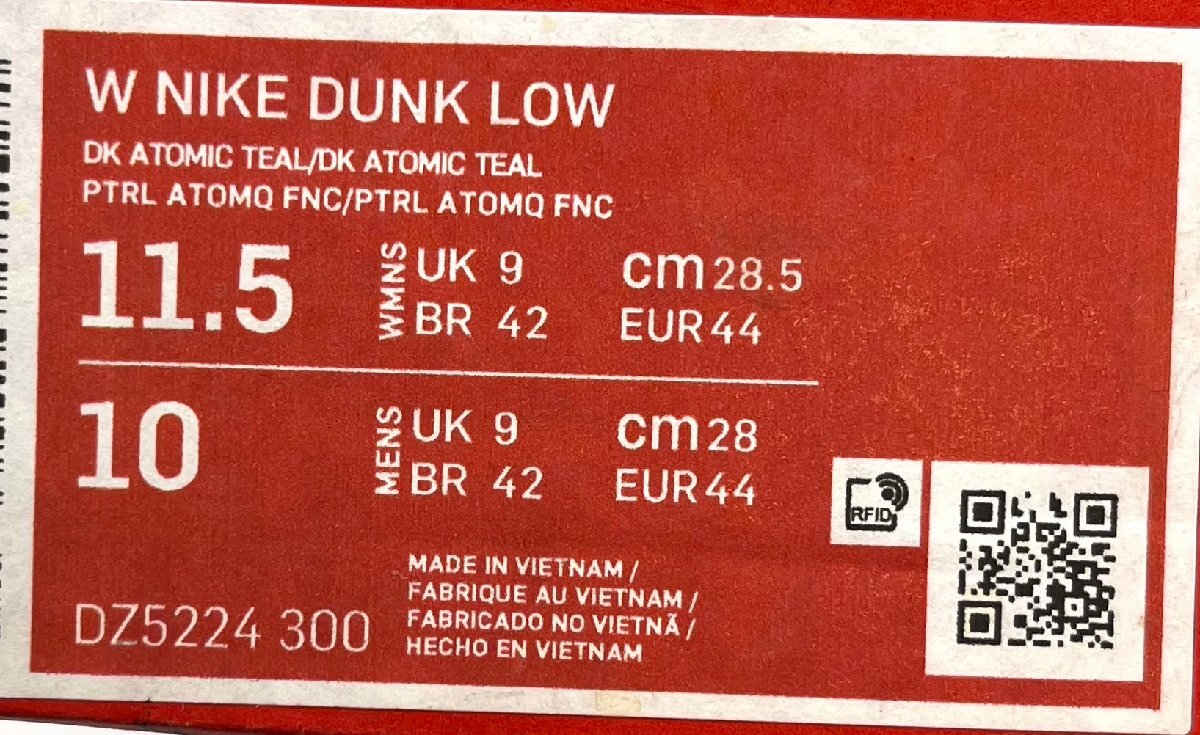 W NIKE DUNK LOW
DK ATOMIC TEAL/DK ATOMIC TEAL
PTRL ATOMQ FNC/PTRL ATOMQ FNC
11.5 WMNS UK 9 cm 28.5
BR 42 EUR 44
10 MENS UK 9 cm 28
BR 42 EUR 44
RFID
MADE IN VIETNAM /
FABRIQUE AU VIETNAM /
FABRICADO NO VIETNÃ /
HECHO EN VIETNAM
DZ5224 300